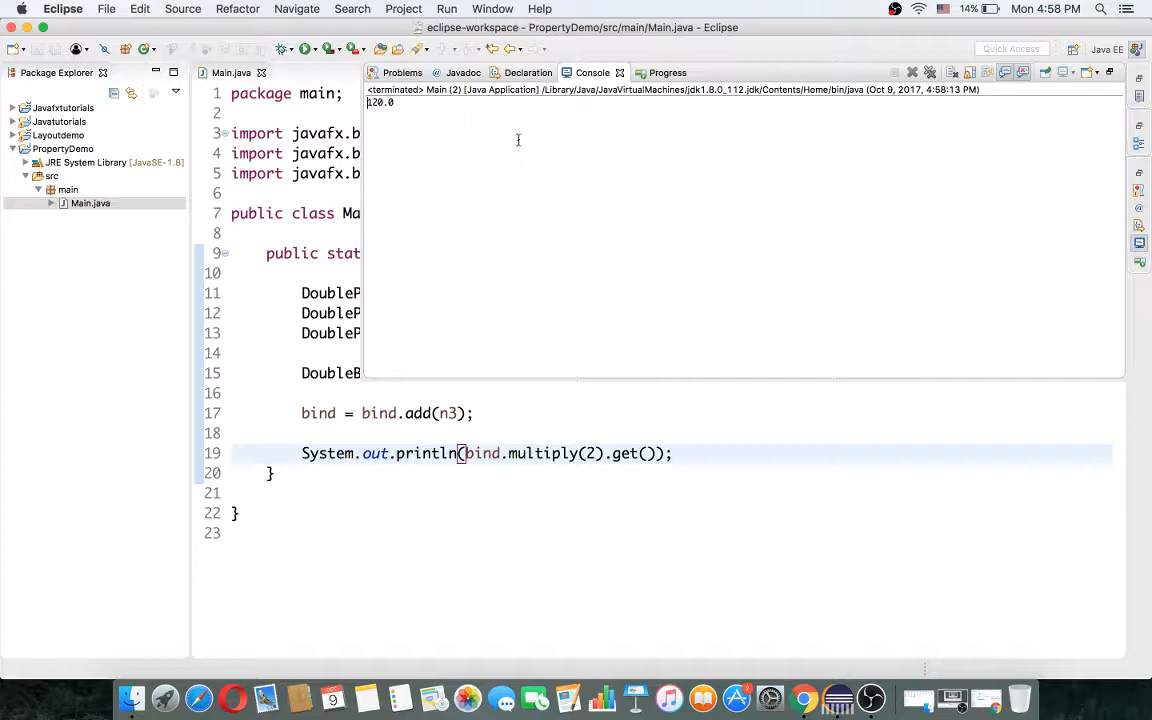 Eclipse File Edit Source Refactor Navigate Search Project Run Window Help 14% Mon 4:58 PM
eclipse-workspace - PropertyDemo/src/main/Main.java - Eclipse
Quick Access Java EE
Package Explorer
Main.java
Problems Javadoc Declaration Console Progress
<terminated> Main (2) [Java Application] /Library/Java/JavaVirtualMachines/jdk1.8.0_112.jdk/Contents/Home/bin/java (Oct 9, 2017, 4:58:13 PM)
120.0
Javafxtutorials
Javatutorials
Layoutdemo
PropertyDemo
JRE System Library [JavaSE-1.8]
src
main
Main.java
1 package main;
2
3 import javafx.b
4 import javafx.b
5 import javafx.b
6
7 public class Ma
8
9 public stat
10
11 DoubleP
12 DoubleP
13 DoubleP
14
15 DoubleB
16
17 bind = bind.add(n3);
18
19 System.out.println(bind.multiply(2).get());
20 }
21
22 }
23
OCT
9
2